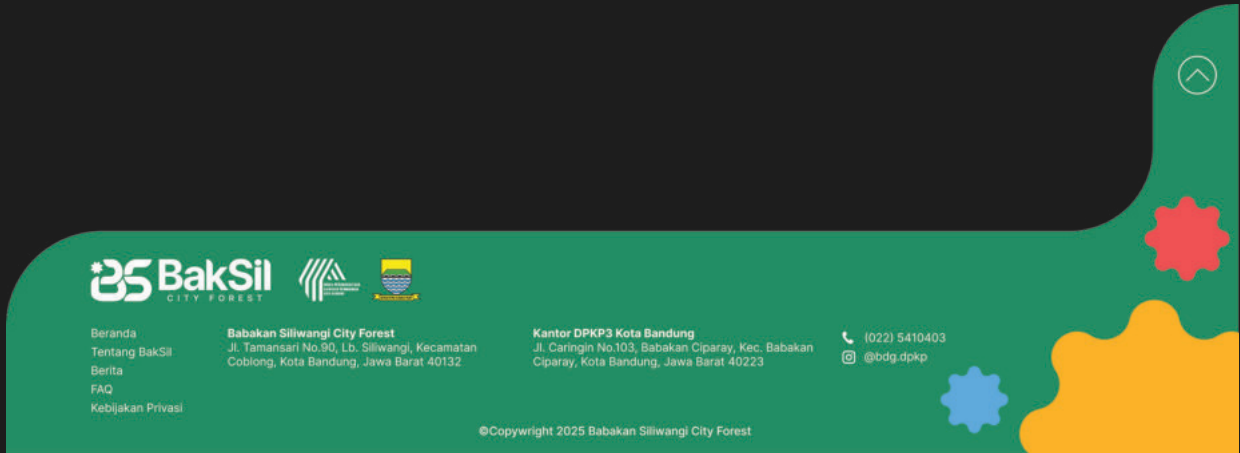 BakSil
CITY FOREST
Beranda
Tentang BakSil
Berita
FAQ
Kebijakan Privasi
Babakan Siliwangi City Forest
Jl. Tamansari No.90, Lb. Siliwangi, Kecamatan
Coblong, Kota Bandung, Jawa Barat 40132
Kantor DPKP3 Kota Bandung
Jl. Caringin No.103, Babakan Ciparay, Kec. Babakan
Ciparay, Kota Bandung, Jawa Barat 40223
(022) 5410403
@bdg.dpkp
©Copywright 2025 Babakan Siliwangi City Forest